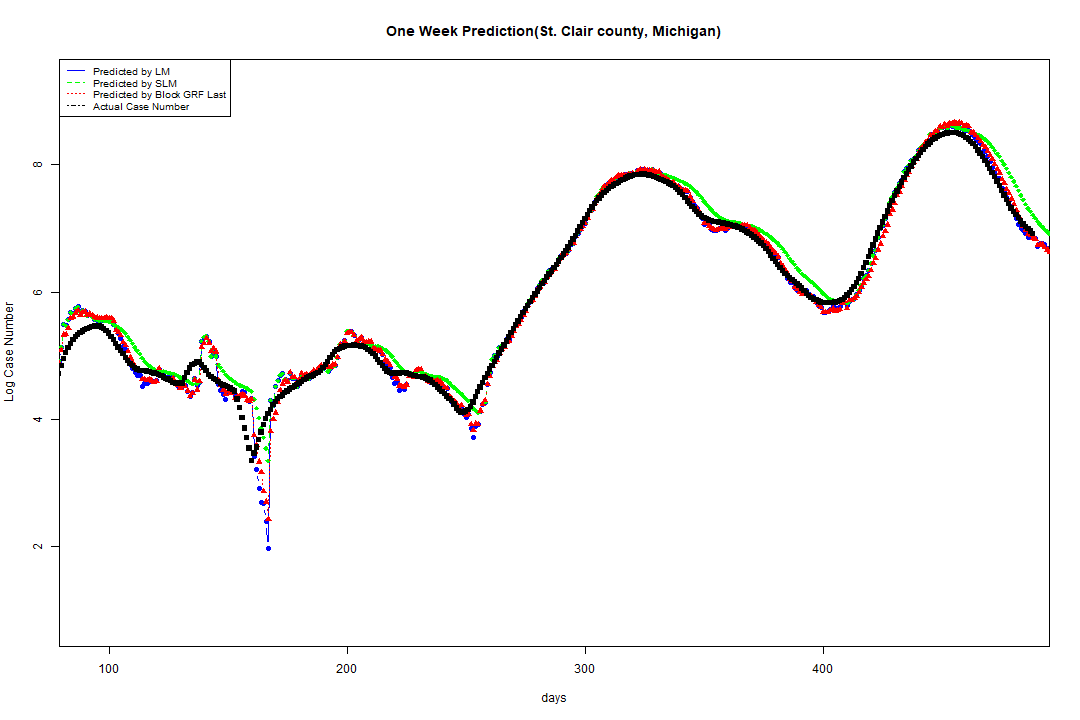 One Week Prediction(St. Clair county, Michigan)
Predicted by LM
Predicted by SLM
Predicted by Block GRF Last
Actual Case Number
Log Case Number
8
6
4
2
100 200 300 400
days